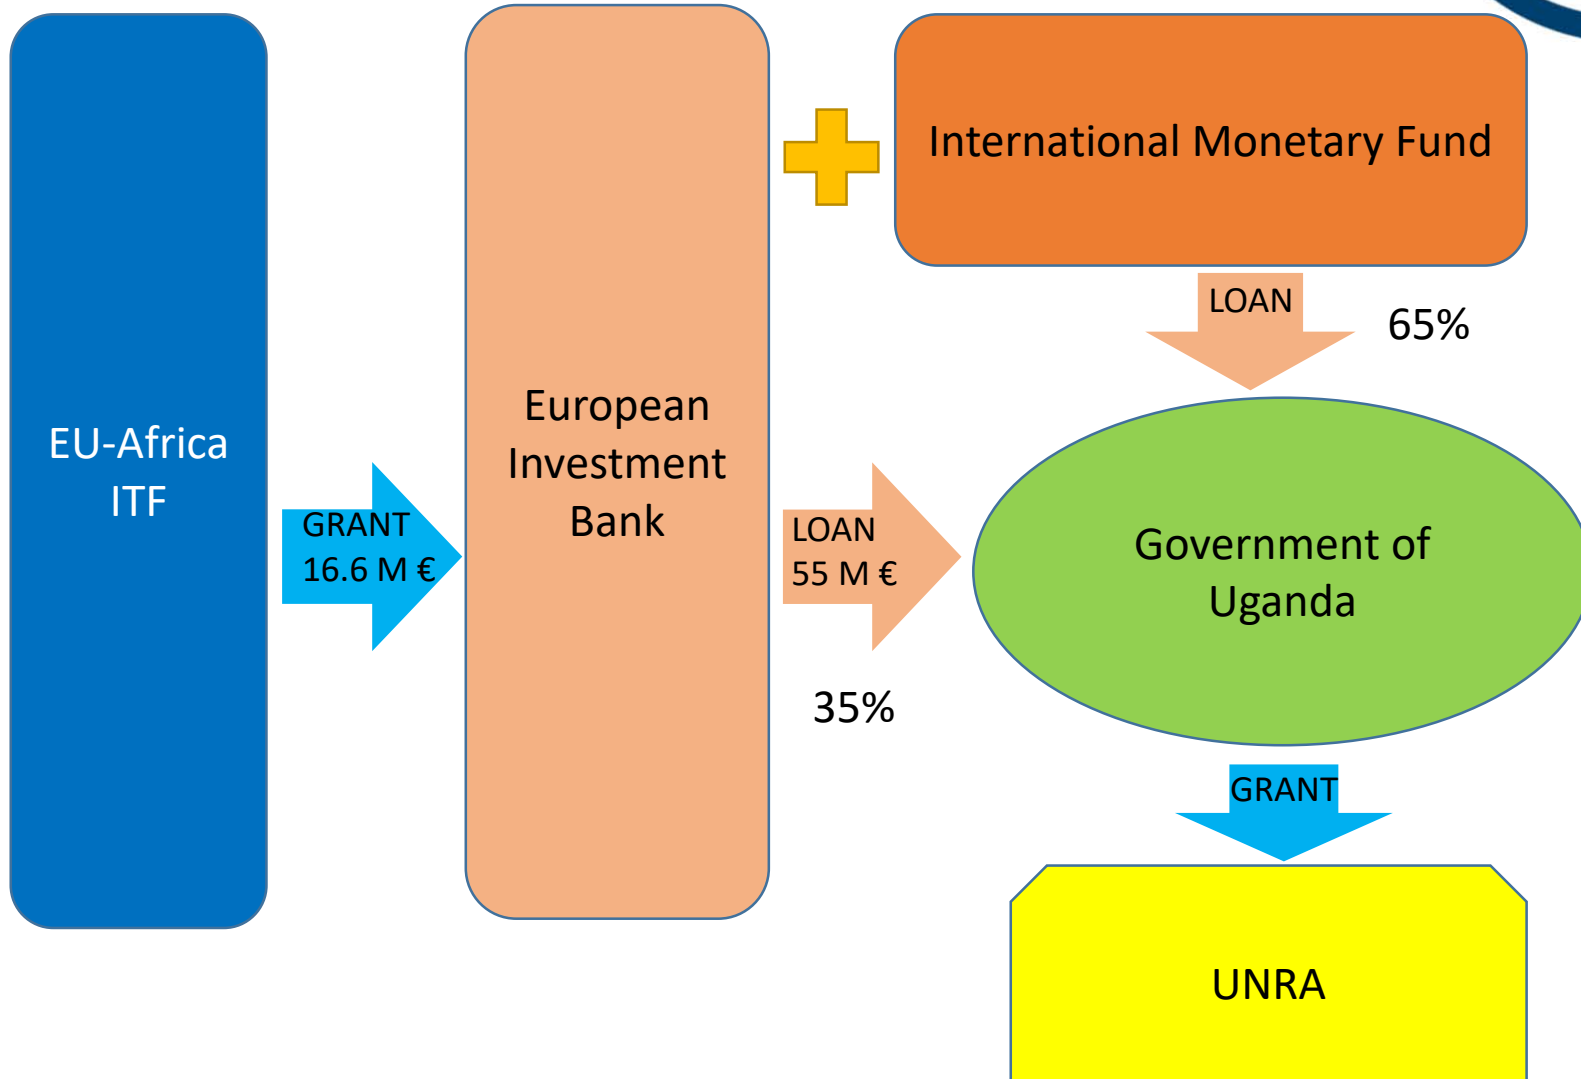 International Monetary Fund
LOAN
65%
EU-Africa
ITF
GRANT
16.6 M €
European
Investment
Bank
LOAN
55 M €
35%
Government of
Uganda
GRANT
UNRA